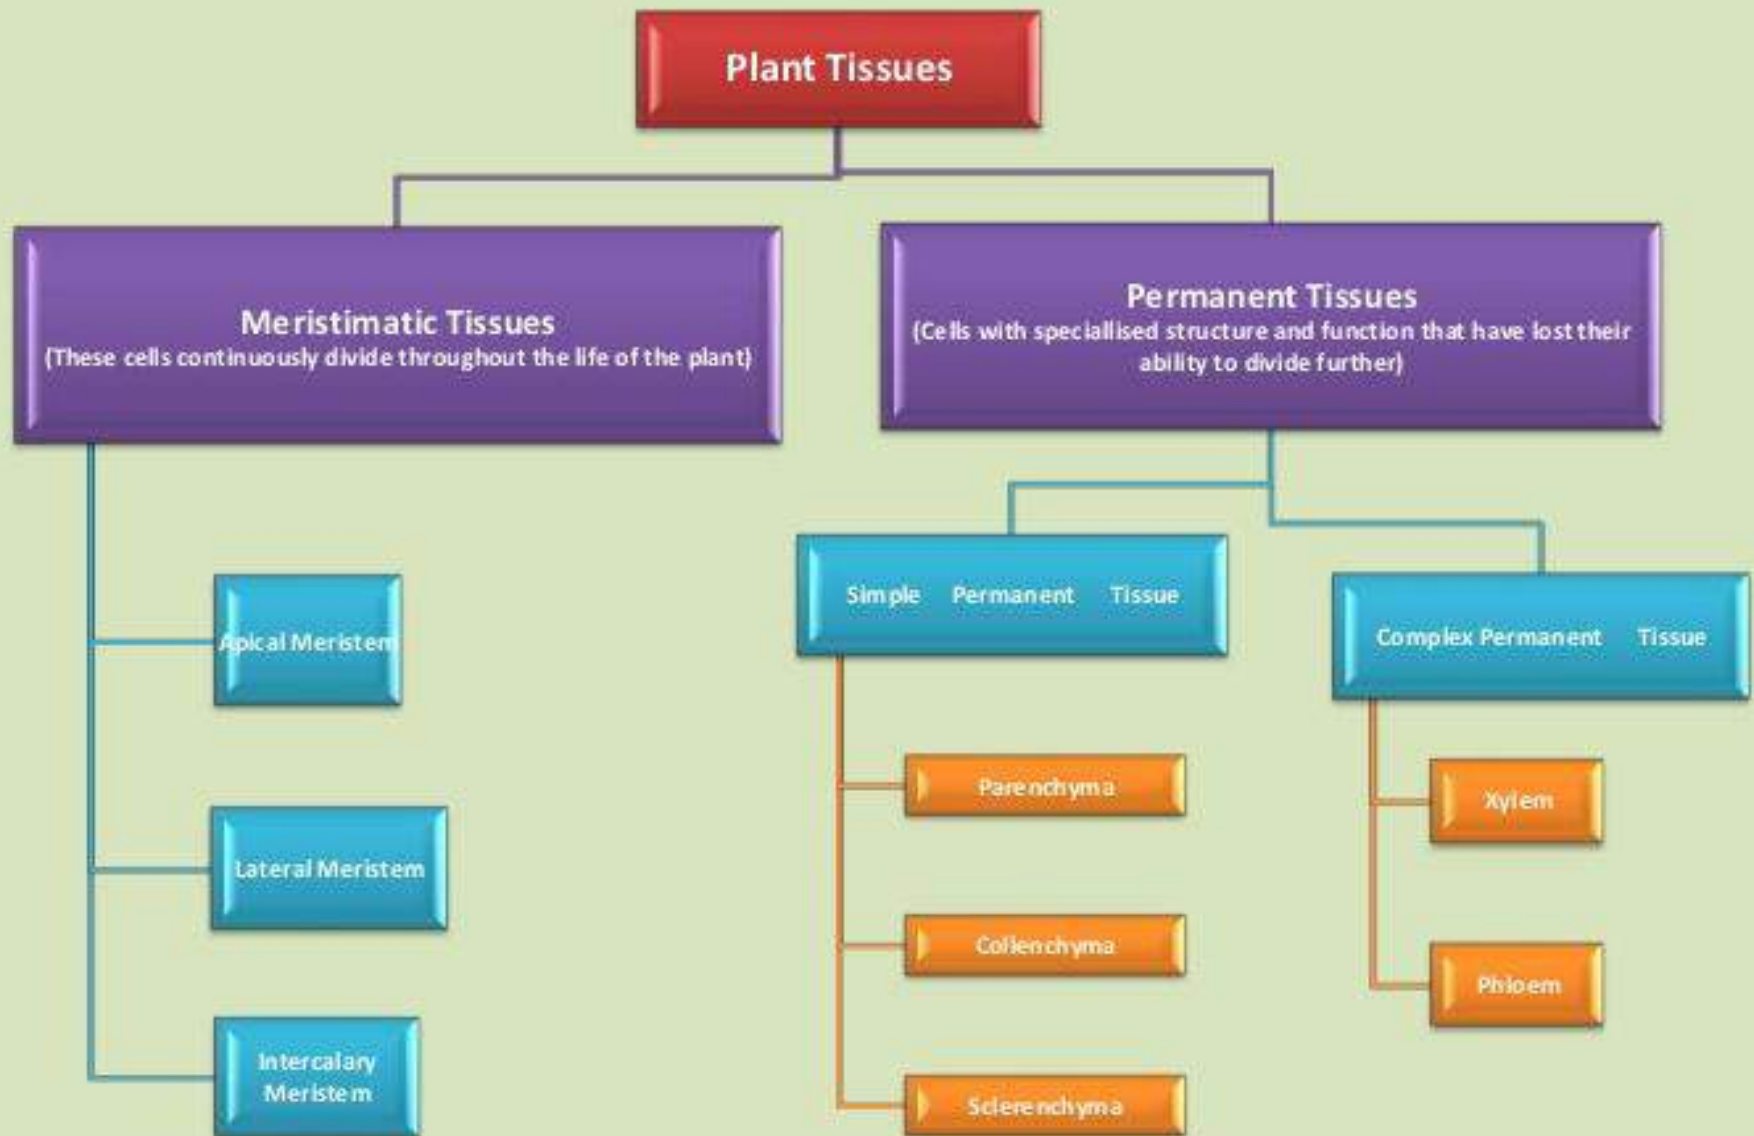 Plant Tissues
Meristimatic Tissues
(These cells continuously divide throughout the life of the plant)
Permanent Tissues
(Cells with speciallised structure and function that have lost their
ability to divide further)
Apical Meristem
Lateral Meristem
Intercalary
Meristem
Simple Permanent Tissue
Parenchyma
Collenchyma
Sclerenchyma
Complex Permanent Tissue
Xylem
Phloem